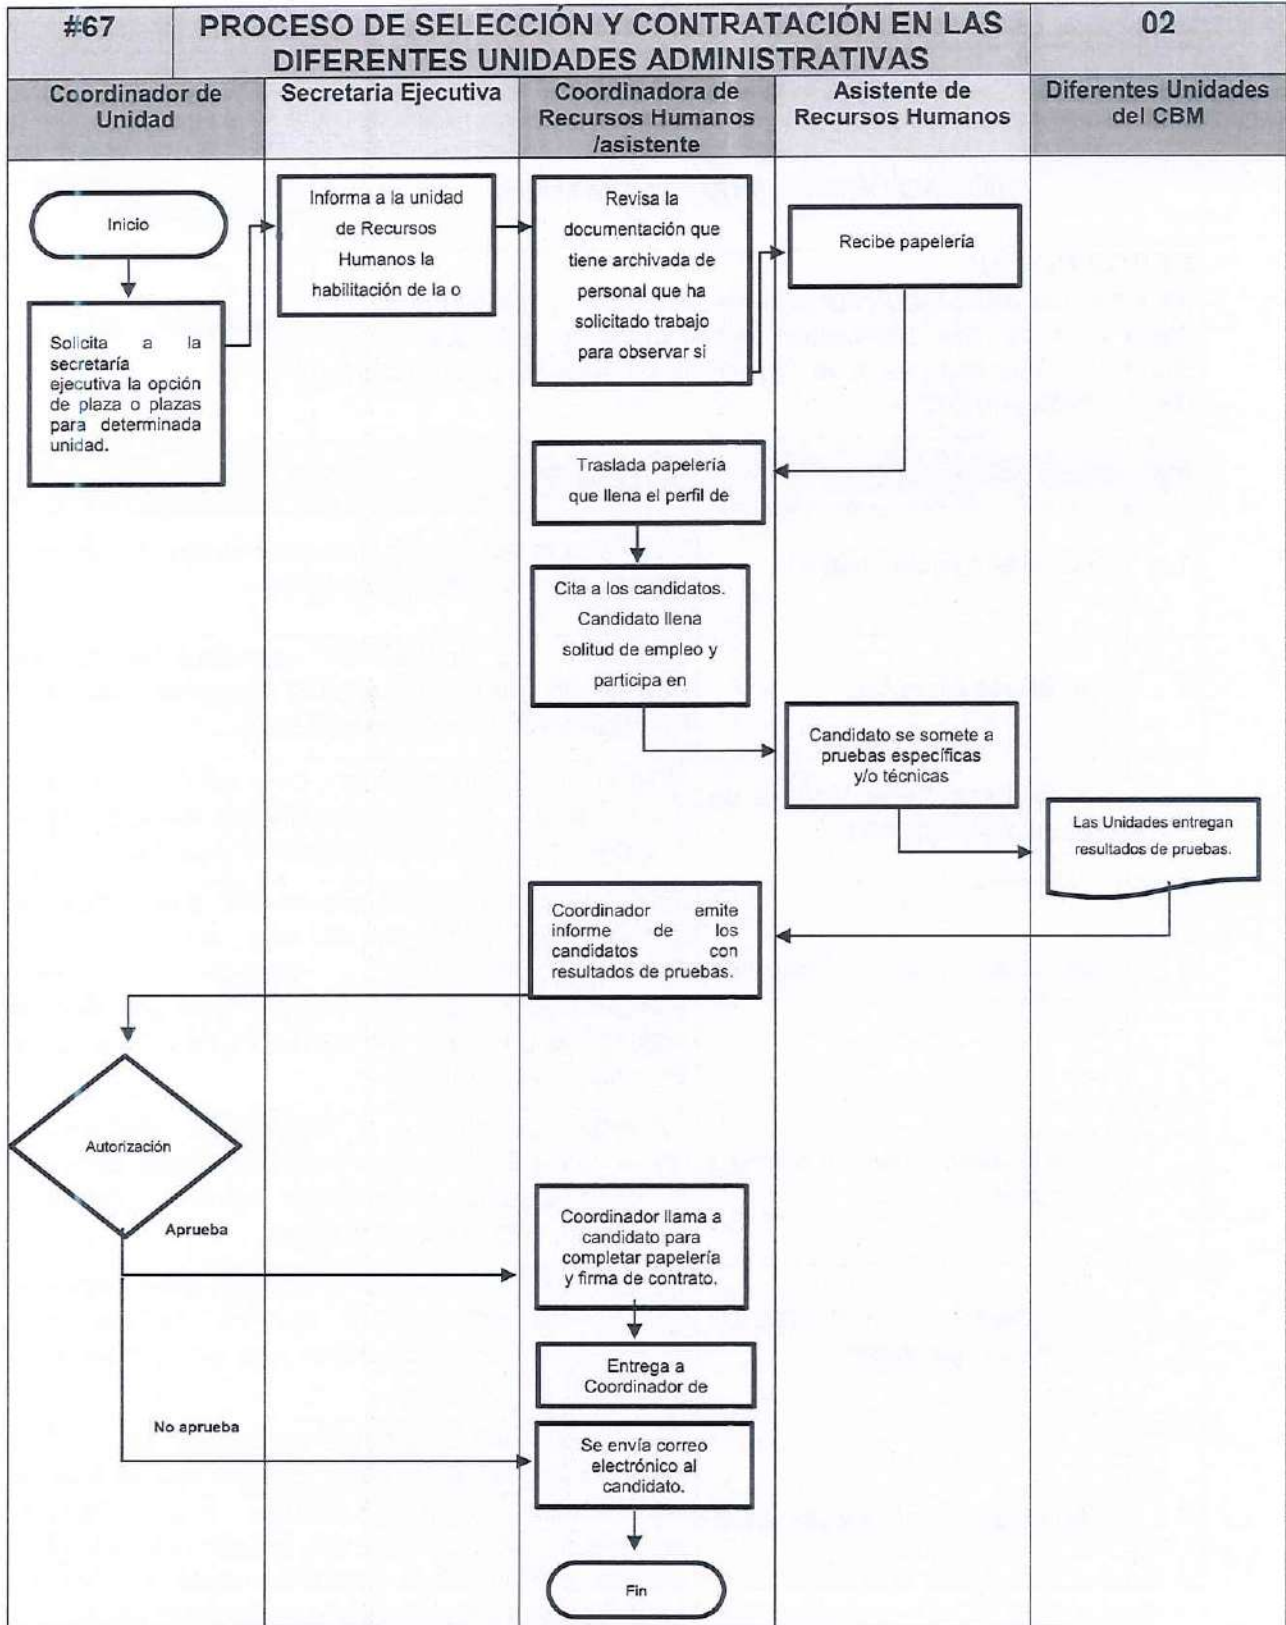 #67
PROCESO DE SELECCIÓN Y CONTRATACIÓN EN LAS
DIFERENTES UNIDADES ADMINISTRATIVAS
02
Coordinador de
Unidad
Secretaria Ejecutiva
Coordinadora de
Recursos Humanos
/asistente
Asistente de
Recursos Humanos
Diferentes Unidades
del CBM
Inicio
Solicita a la
secretaría
ejecutiva la opción
de plaza o plazas
para determinada
unidad.
Informa a la unidad
de Recursos
Humanos la
habilitación de la o
Revisa la
documentación que
tiene archivada de
personal que ha
solicitado trabajo
para observar si
Recibe papelería
Traslada papelería
que llena el perfil de
Cita a los candidatos.
Candidato llena
solitud de empleo y
participa en
Candidato se somete a
pruebas específicas
y/o técnicas
Las Unidades entregan
resultados de pruebas.
Coordinador emite
informe de los
candidatos con
resultados de pruebas.
Autorización
Aprueba
Coordinador llama a
candidato para
completar papelería
y firma de contrato.
Entrega a
Coordinador de
No aprueba
Se envía correo
electrónico al
candidato.
Fin